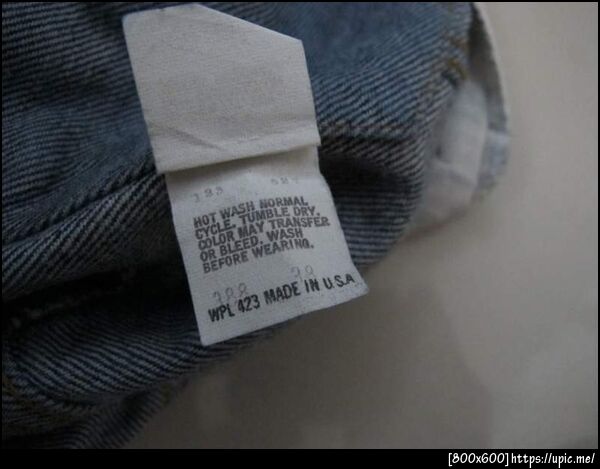 HOT WASH NORMAL
CYCLE. TUMBLE DRY.
COLOR MAY TRANSFER
OR BLEED. WASH
BEFORE WEARING.
WPL 423 MADE IN U.S.A
[800x600]https://upic.me/